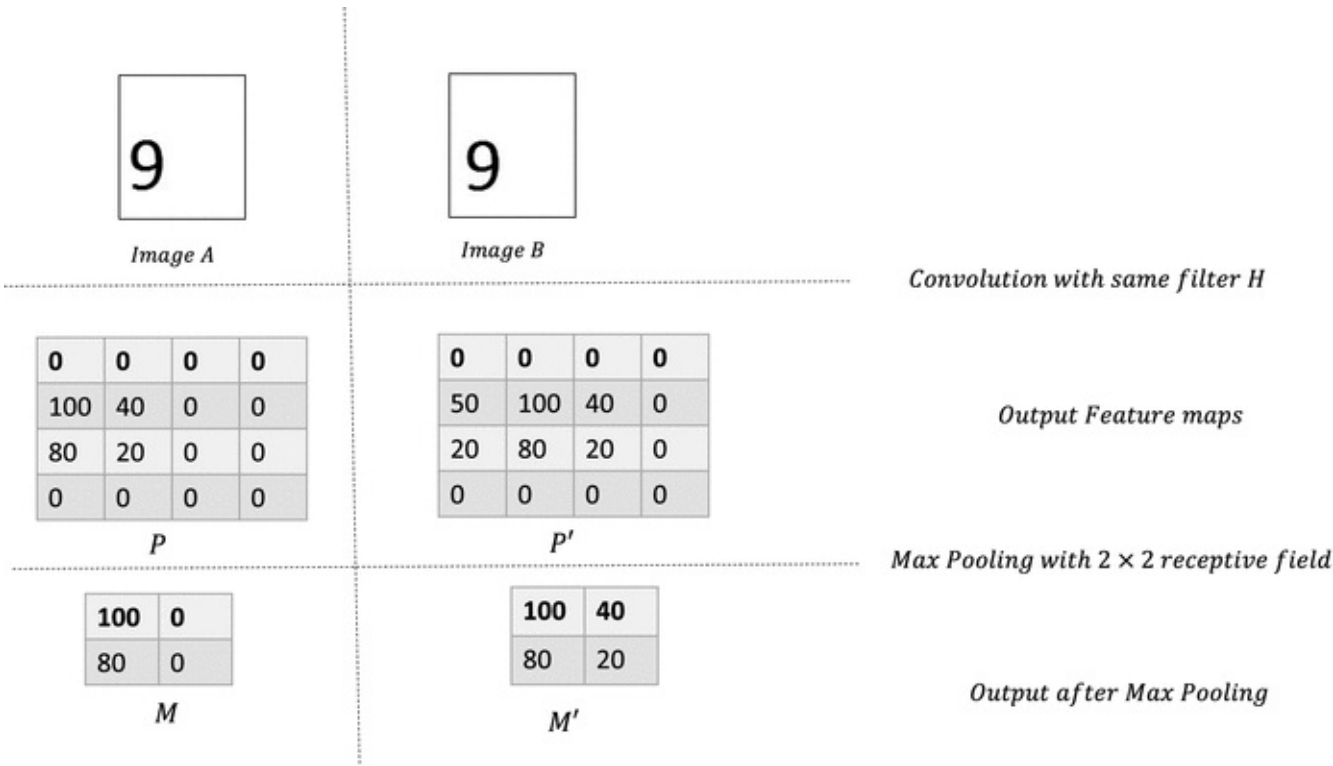 9
9
Image A
Image B
Convolution with same filter H
0 0 0 0
100 40 0 0
80 20 0 0
0 0 0 0
P
0 0 0 0
50 100 40 0
20 80 20 0
0 0 0 0
P′
Output Feature maps
Max Pooling with 2 × 2 receptive field
100 0
80 0
M
100 40
80 20
M′
Output after Max Pooling